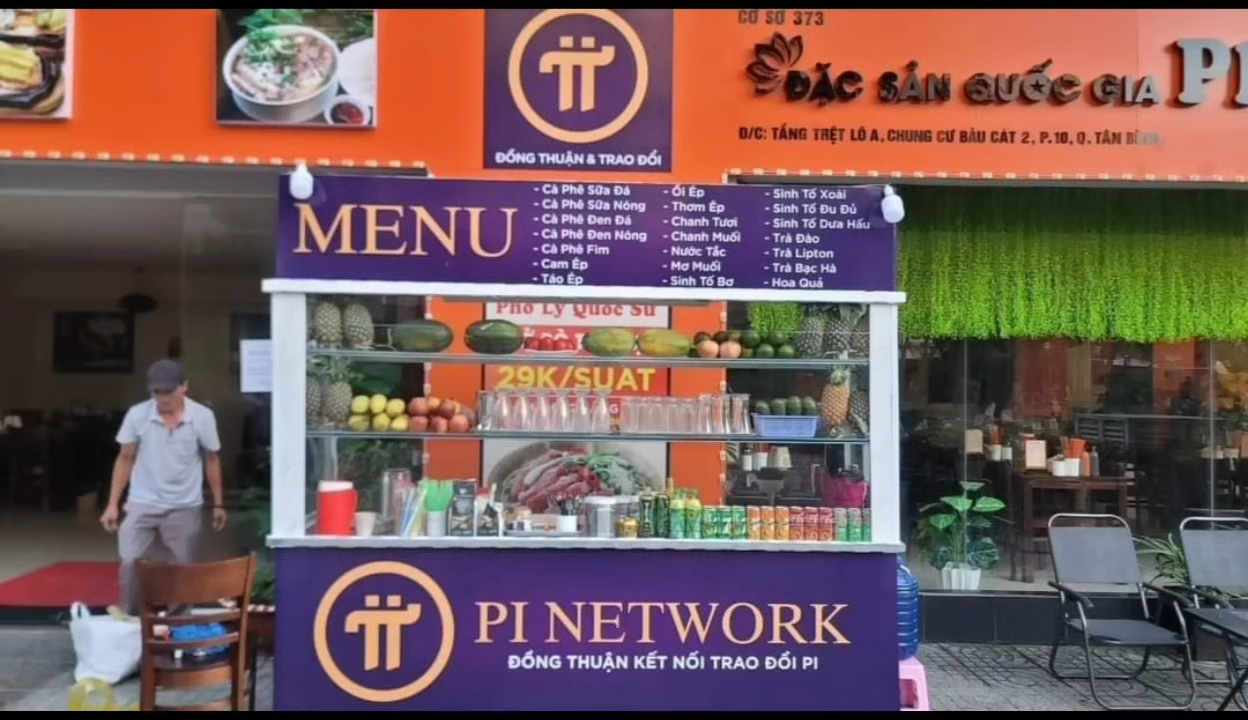 CƠ SỞ 373
ĐẶC SẢN QUỐC GIA
Đ/C: TẦNG TRỆT LÔ A, CHUNG CƯ BÀU CÁT 2, P.10, Q. TÂN BÌNH
ĐỒNG THUẬN & TRAO ĐỔI
MENU
- Cà Phê Sữa Đá
- Cà Phê Sữa Nóng
- Cà Phê Đen Đá
- Cà Phê Đen Nóng
- Cà Phê Fim
- Cam Ép
- Táo Ép
- Ổi Ép
- Thơm Ép
- Chanh Tươi
- Chanh Muối
- Nước Tắc
- Mơ Muối
- Sinh Tố Bơ
- Sinh Tố Xoài
- Sinh Tố Đu Đủ
- Sinh Tố Dưa Hấu
- Trà Đào
- Trà Lipton
- Trà Bạc Hà
- Hoa Quả
Phở Lý Quốc Sư
29K/SUẤT
PI NETWORK
ĐỒNG THUẬN KẾT NỐI TRAO ĐỔI PI